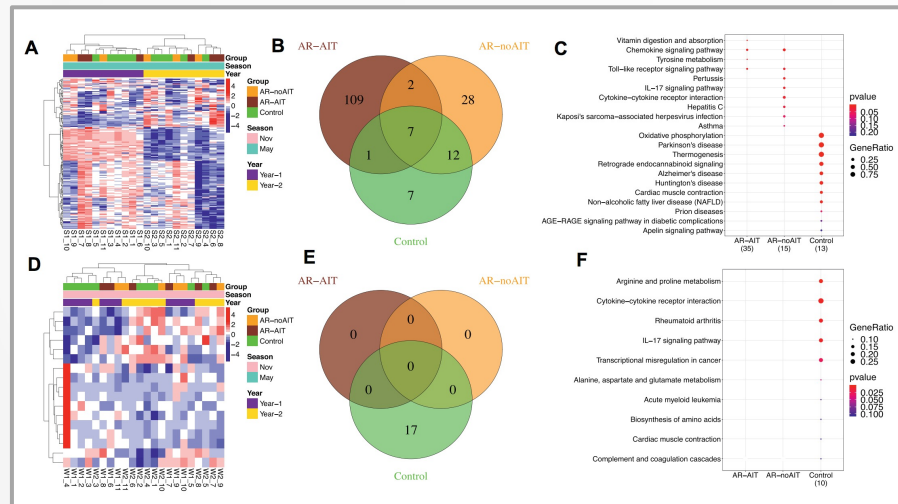 A
Group
Season
Year
4
2
0
−2
−4
Group
AR−noAIT
AR−AIT
Control
Season
Nov
May
Year
Year−1
Year−2
B
AR−AIT
AR−noAIT
109
2
28
7
1
12
7
Control
C
Vitamin digestion and absorption
Chemokine signaling pathway
Tyrosine metabolism
Toll−like receptor signaling pathway
Pertussis
IL−17 signaling pathway
Cytokine−cytokine receptor interaction
Hepatitis C
Kaposi's sarcoma−associated herpesvirus infection
Asthma
Oxidative phosphorylation
Parkinson's disease
Thermogenesis
Retrograde endocannabinoid signaling
Alzheimer's disease
Huntington's disease
Cardiac muscle contraction
Non−alcoholic fatty liver disease (NAFLD)
Prion diseases
AGE−RAGE signaling pathway in diabetic complications
Apelin signaling pathway
AR−AIT
(35)
AR−noAIT
(15)
Control
(13)
pvalue
0.05
0.10
0.15
0.20
GeneRatio
0.25
0.50
0.75
D
Group
Season
Year
4
2
0
−2
−4
Group
AR−noAIT
AR−AIT
Control
Season
Nov
May
Year
Year−1
Year−2
E
AR−AIT
AR−noAIT
0
0
0
0
0
0
17
Control
F
Arginine and proline metabolism
Cytokine−cytokine receptor interaction
Rheumatoid arthritis
IL−17 signaling pathway
Transcriptional misregulation in cancer
Alanine, aspartate and glutamate metabolism
Acute myeloid leukemia
Biosynthesis of amino acids
Cardiac muscle contraction
Complement and coagulation cascades
AR−AIT
AR−noAIT
Control
(10)
GeneRatio
0.10
0.15
0.20
0.25
pvalue
0.025
0.050
0.075
0.100